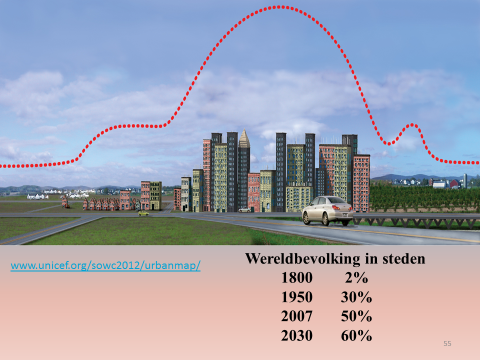 www.unicef.org/sowc2012/urbanmap/
Wereldbevolking in steden
1800 2%
1950 30%
2007 50%
2030 60%
55